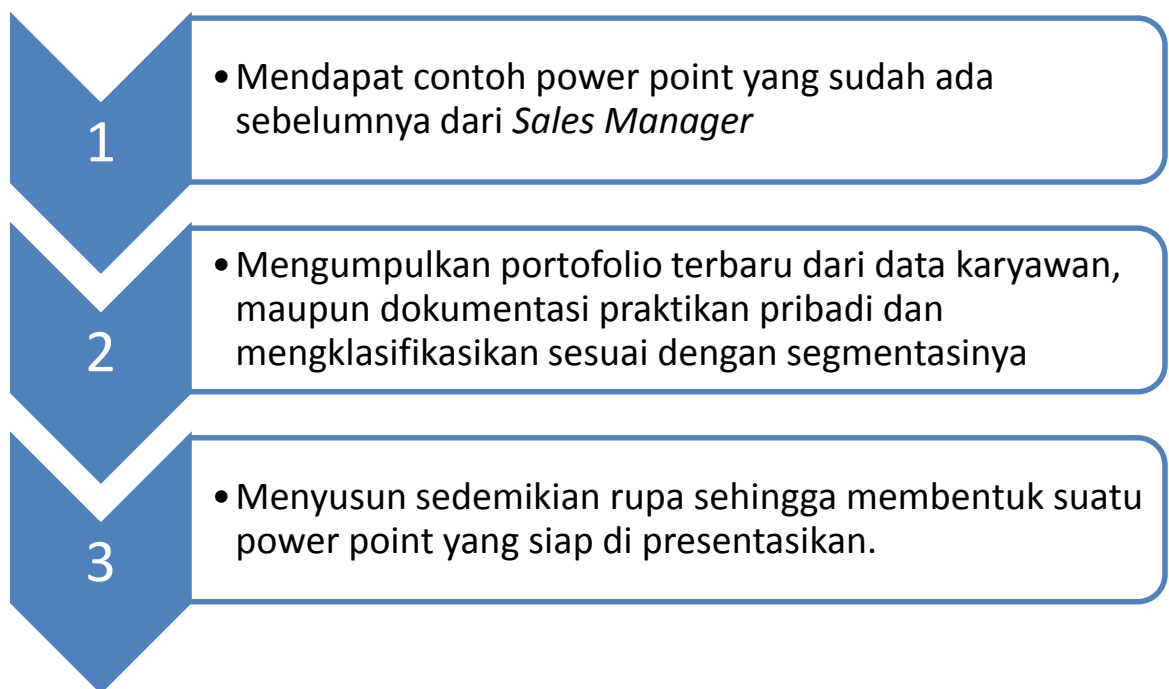 1
•Mendapat contoh power point yang sudah ada
sebelumnya dari Sales Manager
2
•Mengumpulkan portofolio terbaru dari data karyawan,
maupun dokumentasi praktikan pribadi dan
mengklasifikasikan sesuai dengan segmentasinya
3
•Menyusun sedemikian rupa sehingga membentuk suatu
power point yang siap di presentasikan.